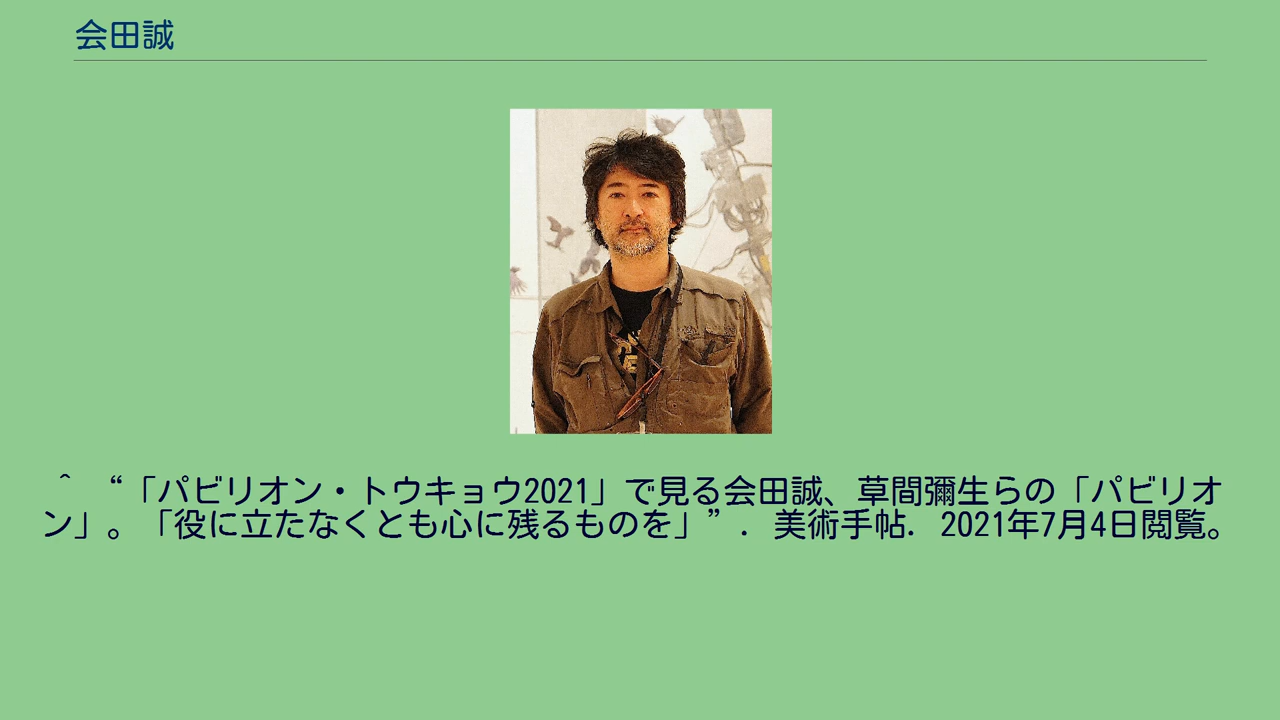 会田誠
^ “「パビリオン・トウキョウ2021」で見る会田誠、草間彌生らの「パビリオ
ン」。「役に立たなくとも心に残るものを」”. 美術手帖. 2021年7月4日閲覧。